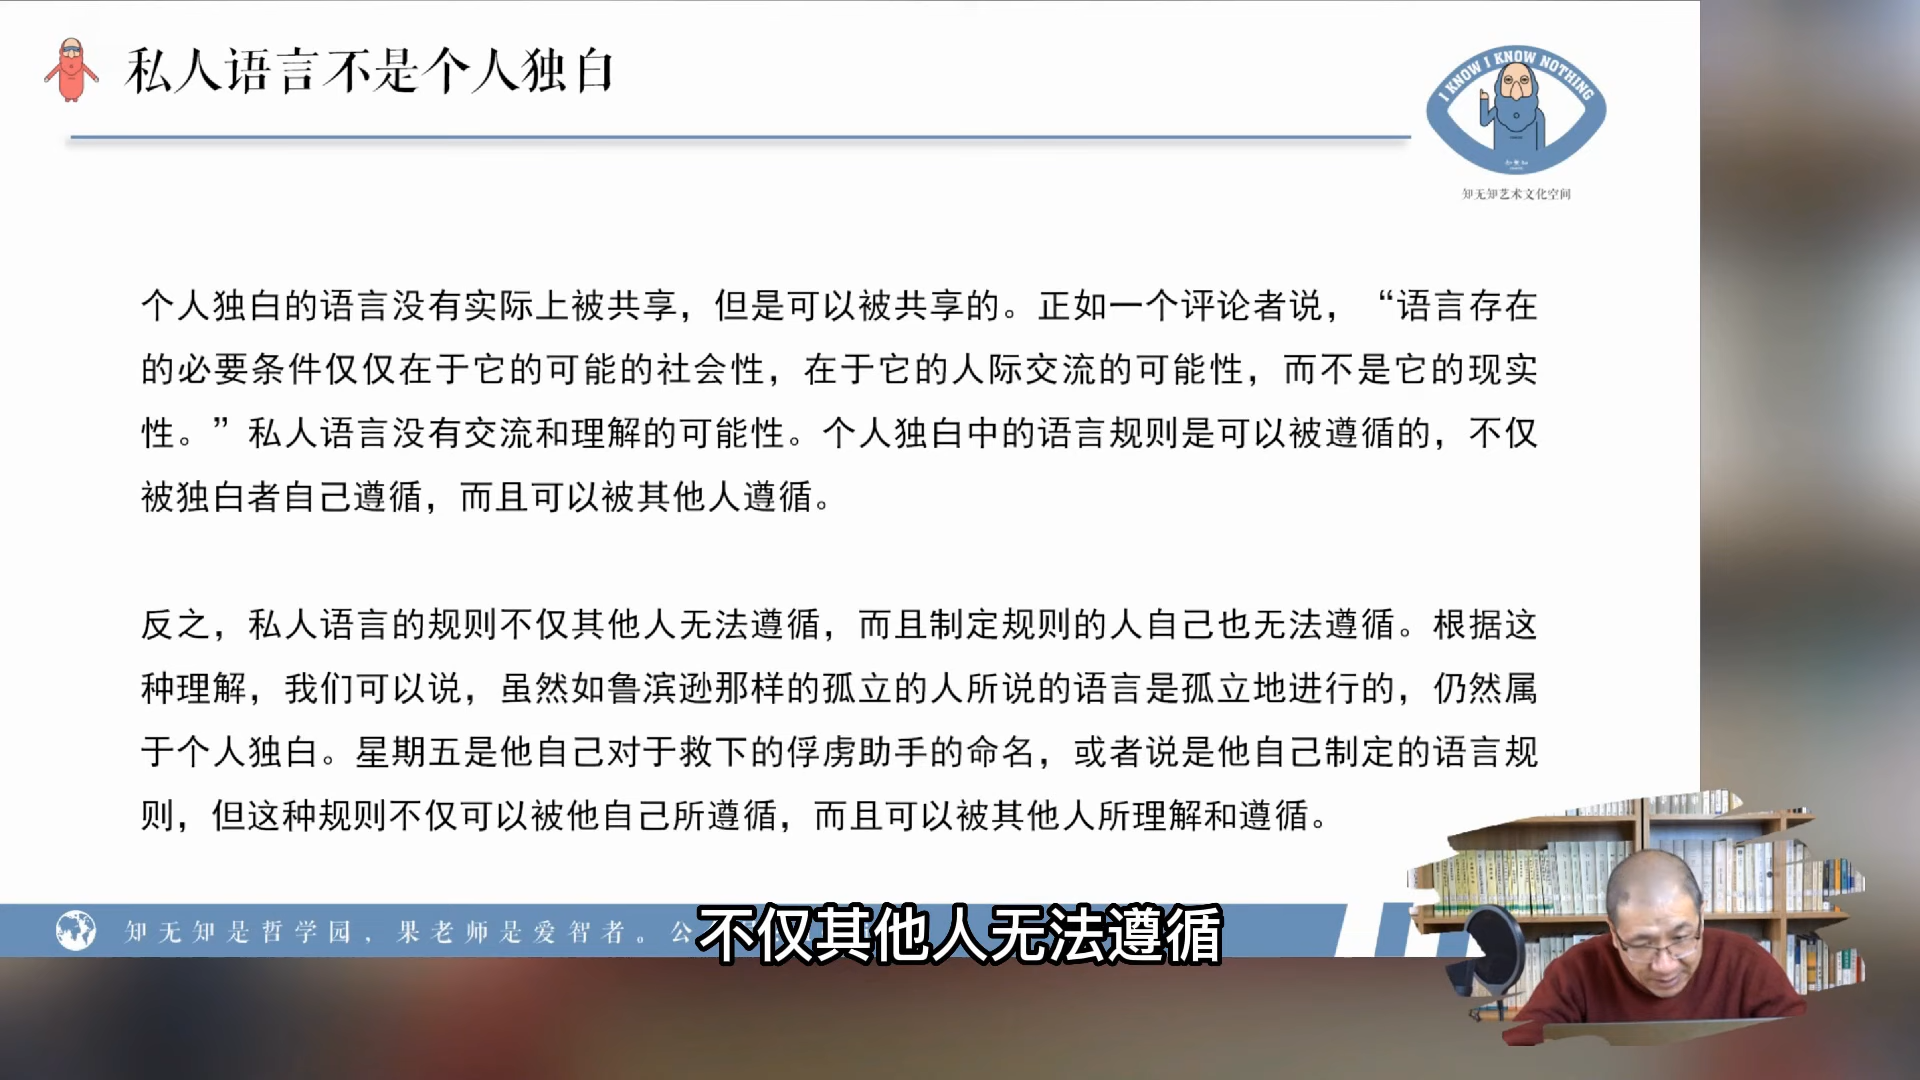 私人语言不是个人独白
I KNOW I KNOW NOTHING
知无知艺术文化空间
个人独白的语言没有实际上被共享，但是可以被共享的。正如一个评论者说，“语言存在
的必要条件仅仅在于它的可能的社会性，在于它的人际交流的可能性，而不是它的现实
性。”私人语言没有交流和理解的可能性。个人独白中的语言规则是可以被遵循的，不仅
被独白者自己遵循，而且可以被其他人遵循。
反之，私人语言的规则不仅其他人无法遵循，而且制定规则的人自己也无法遵循。根据这
种理解，我们可以说，虽然如鲁滨逊那样的孤立的人所说的语言是孤立地进行的，仍然属
于个人独白。星期五是他自己对于救下的俘虏助手的命名，或者说是他自己制定的语言规
则，但这种规则不仅可以被他自己所遵循，而且可以被其他人所理解和遵循。
知无知是哲学园，果老师是爱智者。公
不仅其他人无法遵循